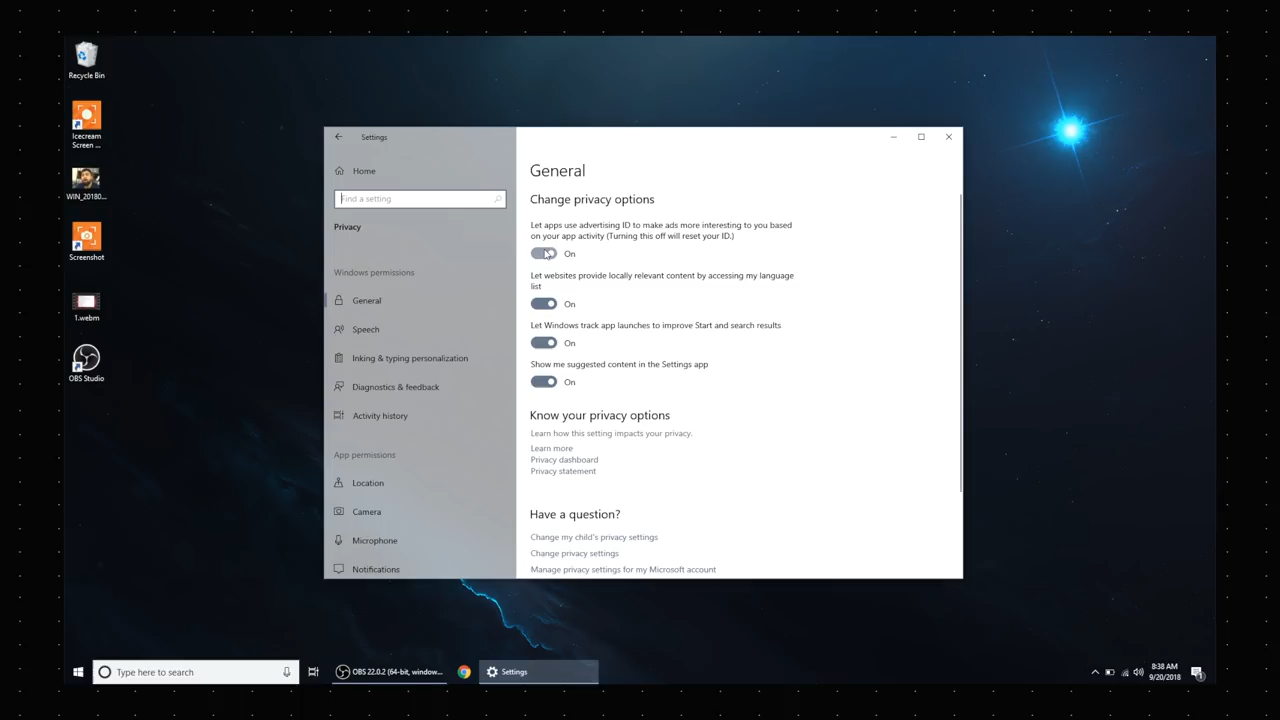 Recycle Bin
Icecream
Screen ...
WIN_20180...
Screenshot
1.webm
OBS Studio
Settings
Home
Find a setting
Privacy
Windows permissions
General
Speech
Inking & typing personalization
Diagnostics & feedback
Activity history
App permissions
Location
Camera
Microphone
Notifications
General
Change privacy options
Let apps use advertising ID to make ads more interesting to you based
on your app activity (Turning this off will reset your ID.)
On
Let websites provide locally relevant content by accessing my language
list
On
Let Windows track app launches to improve Start and search results
On
Show me suggested content in the Settings app
On
Know your privacy options
Learn how this setting impacts your privacy.
Learn more
Privacy dashboard
Privacy statement
Have a question?
Change my child's privacy settings
Change privacy settings
Manage privacy settings for my Microsoft account
Type here to search
OBS 22.0.2 (64-bit, window...
Settings
8:38 AM
9/20/2018